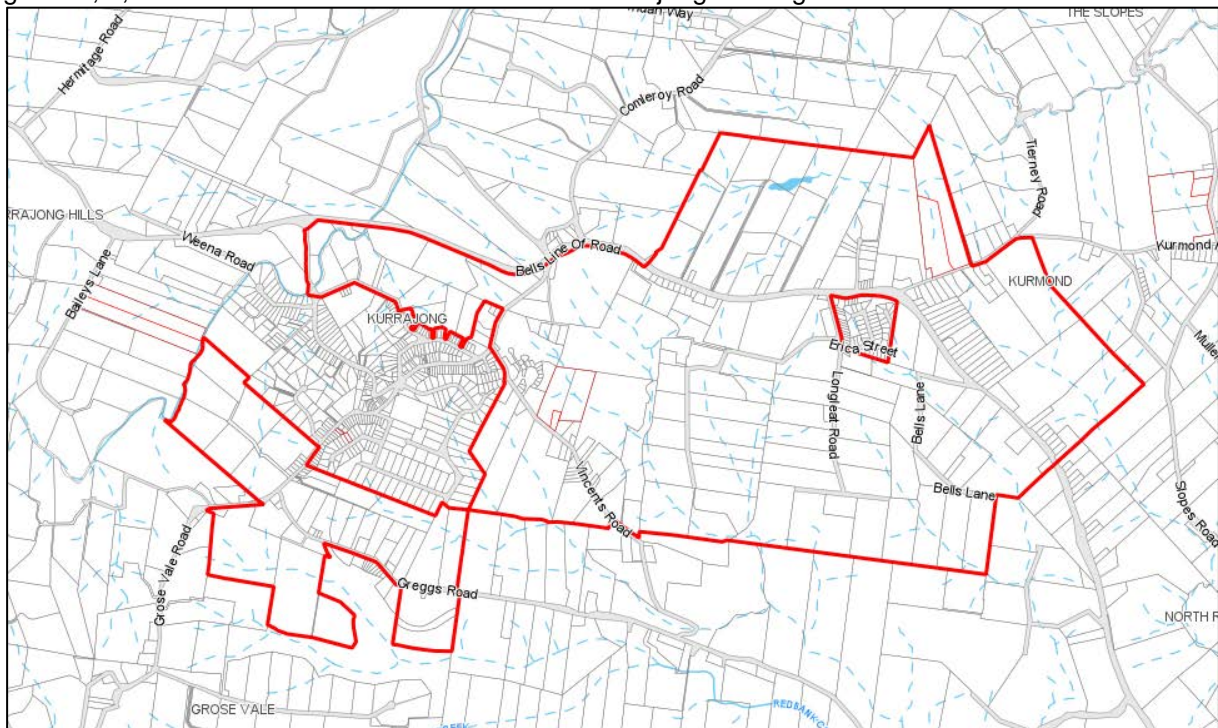 THE SLOPES
Hermitage Road
Comleroy Road
Tierney Road
KURRAJONG HILLS
Weena Road
Baileys Lane
Bells Line Of Road
KURRAJONG
Kurmond
KURMOND
Erica Street
Longleat Road
Bells Lane
Bells Lane
Slopes Road
Vincents Road
Grose Vale Road
Greggs Road
GROSE VALE
REDBANK
NORTH